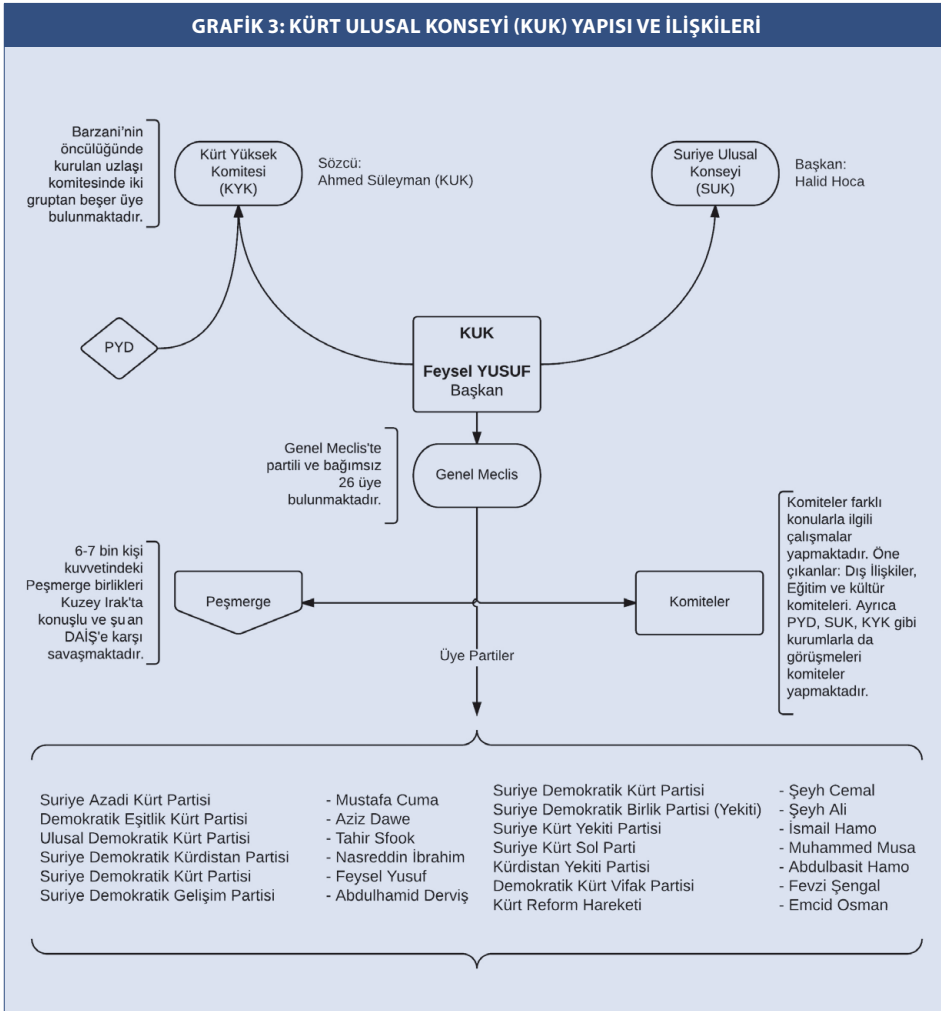 GRAFİK 3: KÜRT ULUSAL KONSEYİ (KUK) YAPISI VE İLİŞKİLERİ
Barzani'nin
öncülüğünde
kurulan uzlaşı
komitesinde iki
gruptan beşer üye
bulunmaktadır.
Kürt Yüksek
Komitesi
(KYK)
Sözcü:
Ahmed Süleyman (KUK)
Suriye Ulusal
Konseyi
(SUK)
Başkan:
Halid Hoca
PYD
KUK
Feysel YUSUF
Başkan
Genel Meclis'te
partili ve bağımsız
26 üye
bulunmaktadır.
Genel Meclis
6-7 bin kişi
kuvvetindeki
Peşmerge birlikleri
Kuzey Irak'ta
konuşlu ve şu an
DAİŞ'e karşı
savaşmaktadır.
Peşmerge
Komiteler
Komiteler farklı
konularla ilgili
çalışmalar
yapmaktadır. Öne
çıkanlar: Dış İlişkiler,
Eğitim ve kültür
komiteleri. Ayrıca
PYD, SUK, KYK gibi
kurumlarla da
görüşmeleri
komiteler
yapmaktadır.
Üye Partiler
Suriye Azadi Kürt Partisi - Mustafa Cuma
Demokratik Eşitlik Kürt Partisi - Aziz Dawe
Ulusal Demokratik Kürt Partisi - Tahir Sfook
Suriye Demokratik Kürdistan Partisi - Nasreddin İbrahim
Suriye Demokratik Kürt Partisi - Feysel Yusuf
Suriye Demokratik Gelişim Partisi - Abdulhamid Derviş
Suriye Demokratik Kürt Partisi - Şeyh Cemal
Suriye Demokratik Birlik Partisi (Yekiti) - Şeyh Ali
Suriye Kürt Yekiti Partisi - İsmail Hamo
Suriye Kürt Sol Parti - Muhammed Musa
Kürdistan Yekiti Partisi - Abdulbasit Hamo
Demokratik Kürt Vifak Partisi - Fevzi Şengal
Kürt Reform Hareketi - Emcid Osman